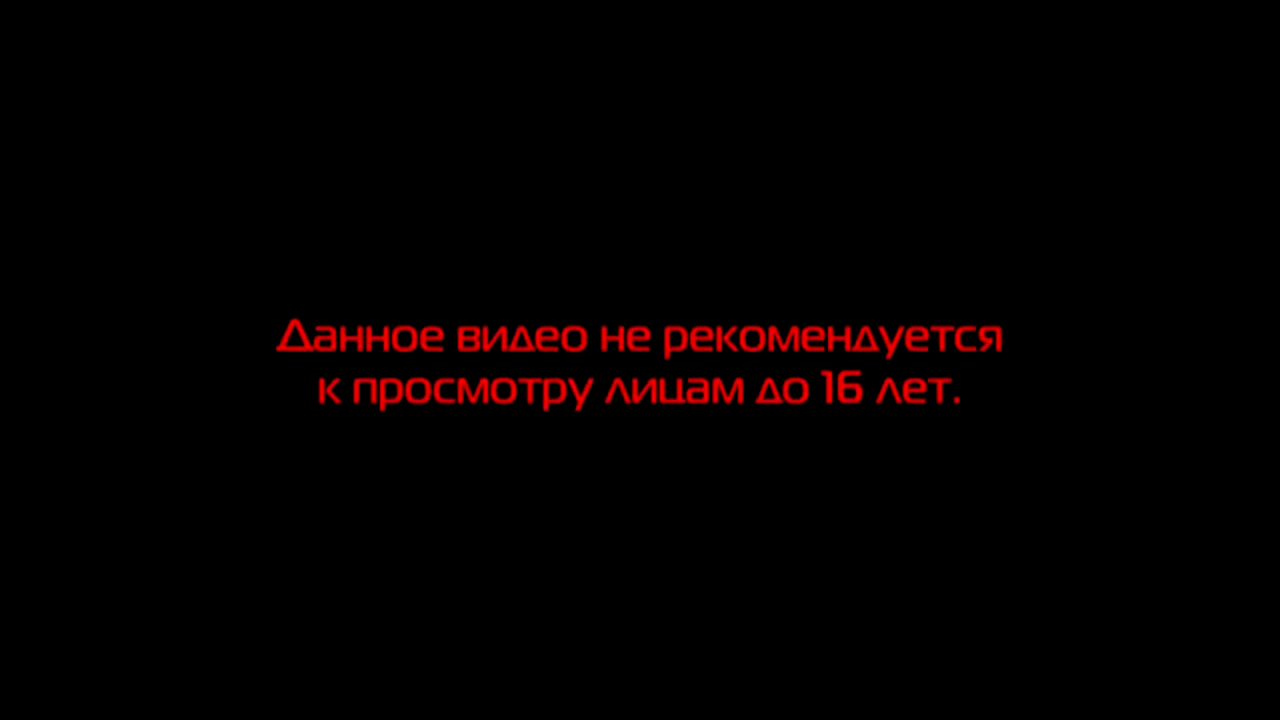 Данное видео не рекомендуется
к просмотру лицам до 16 лет.